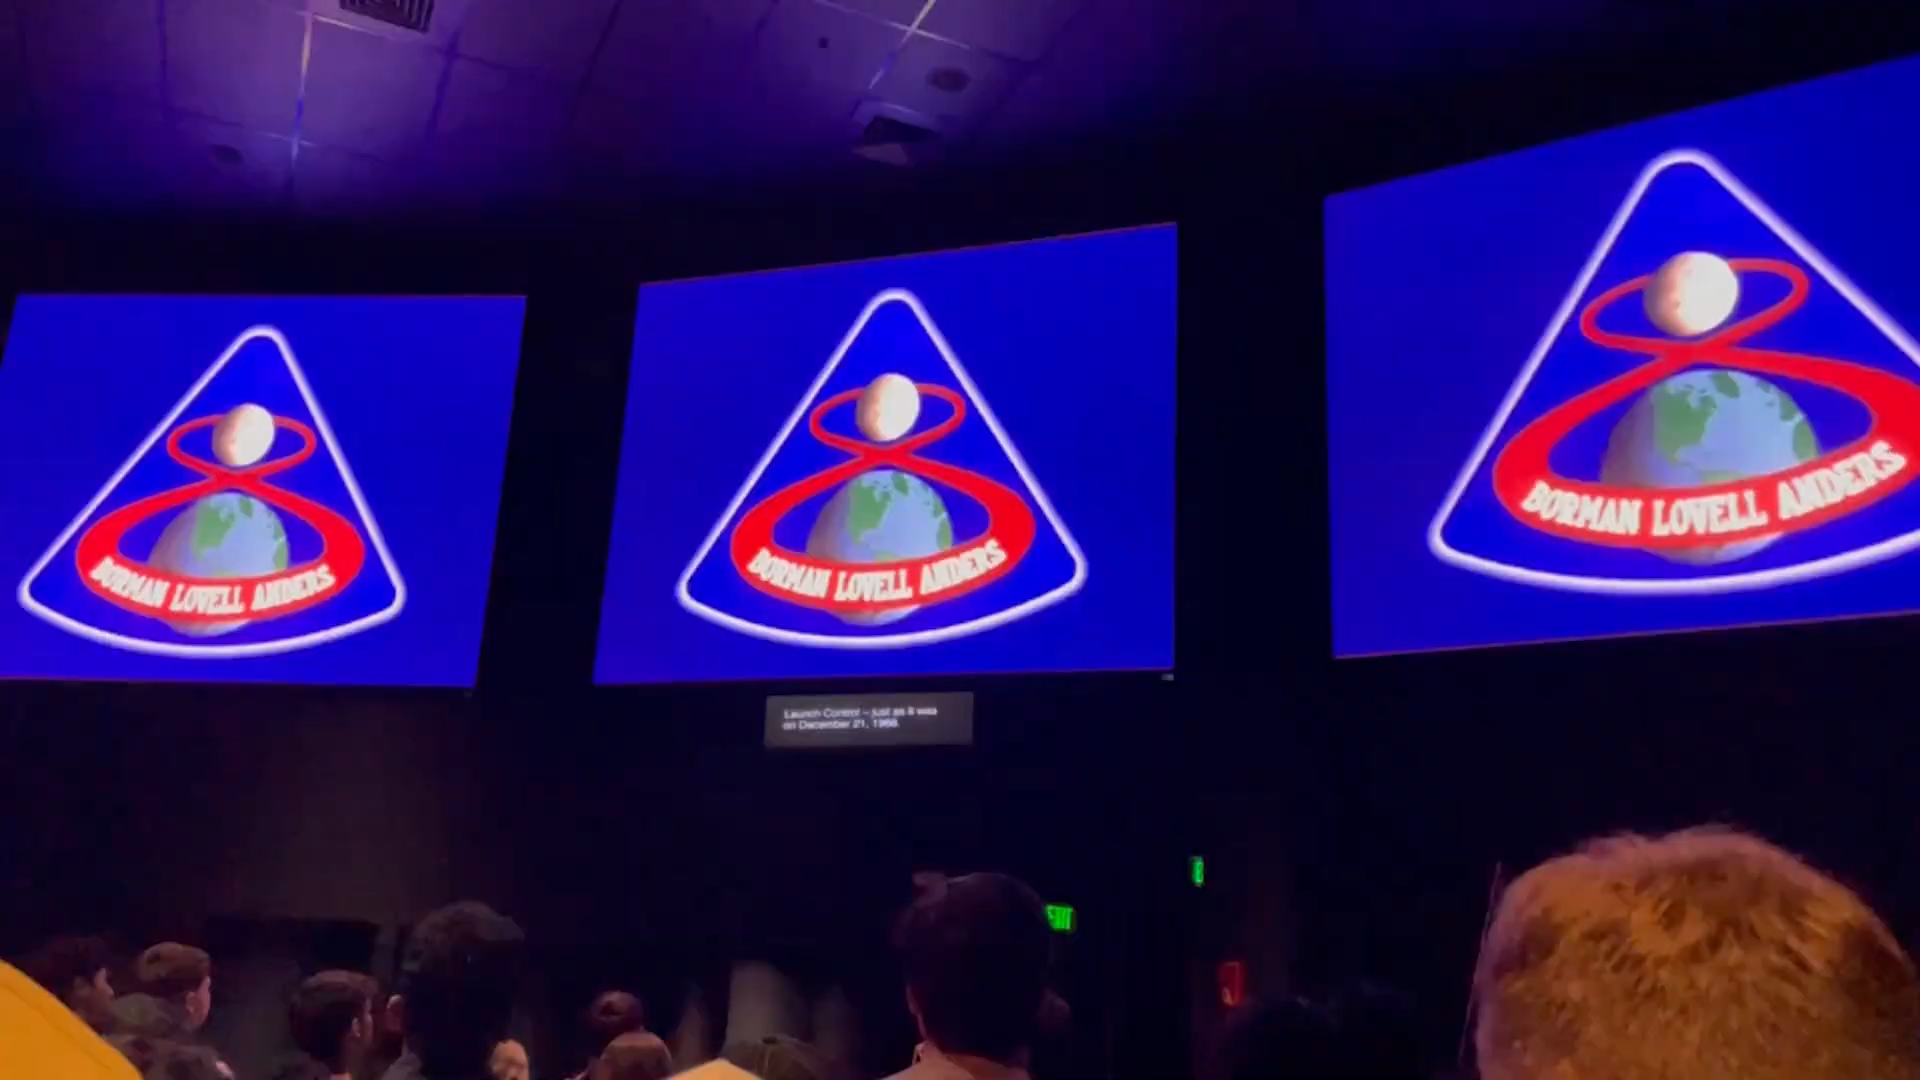 BORMAN LOVELL ANDERS
BORMAN LOVELL ANDERS
BORMAN LOVELL ANDERS
Launch Control – just as it was
on December 21, 1968.
EXIT